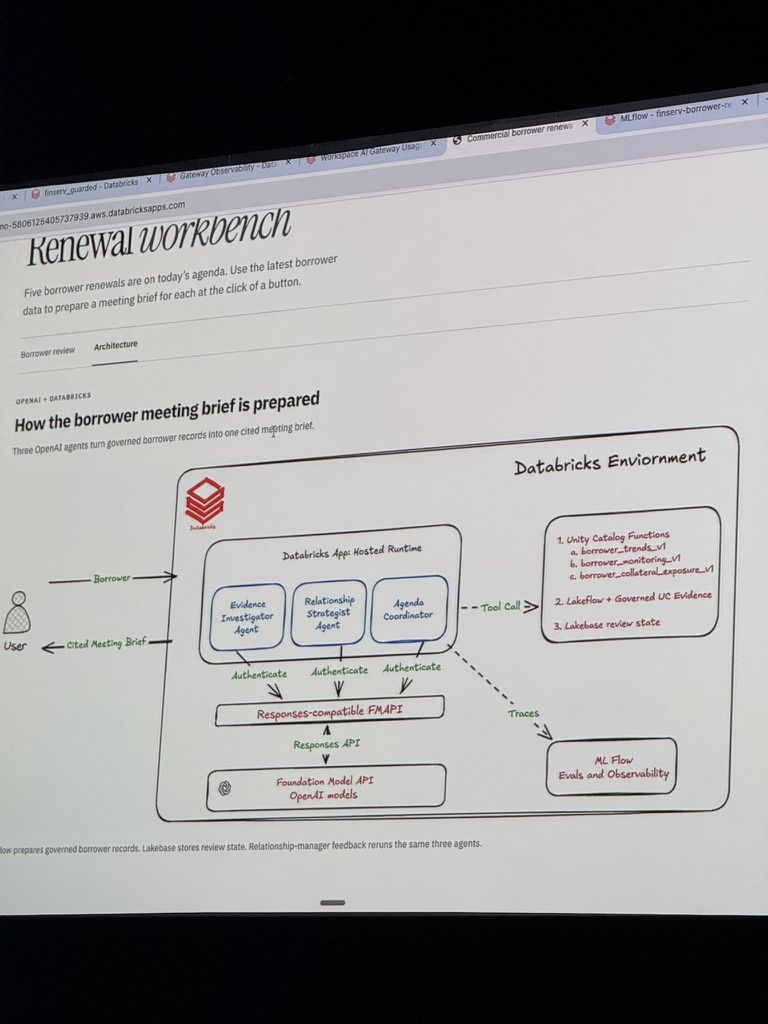 finserv_guarded - Databricks
Gateway Observability - Data
Workspace AI Gateway Usag
Commercial borrower renewa
MLflow - finserv-borrower-re
no-5806125405737939.aws.databricksapps.com
Renewal workbench
Five borrower renewals are on today's agenda. Use the latest borrower
data to prepare a meeting brief for each at the click of a button.
Borrower review
Architecture
OPENAI + DATABRICKS
How the borrower meeting brief is prepared
Three OpenAI agents turn governed borrower records into one cited meeting brief.
Databricks Enviornment
Databricks
Databricks App: Hosted Runtime
Evidence
Investigator
Agent
Relationship
Strategist
Agent
Agenda
Coordinator
Borrower
User
Cited Meeting Brief
Tool Call
1. Unity Catalog Functions
a. borrower_trends_v1
b. borrower_monitoring_v1
c. borrower_collateral_exposure_v1
2. Lakeflow + Governed UC Evidence
3. Lakebase review state
Authenticate
Authenticate
Authenticate
Responses-compatible FMAPI
Responses API
Foundation Model API
OpenAI models
Traces
ML Flow
Evals and Observability
low prepares governed borrower records. Lakebase stores review state. Relationship-manager feedback reruns the same three agents.